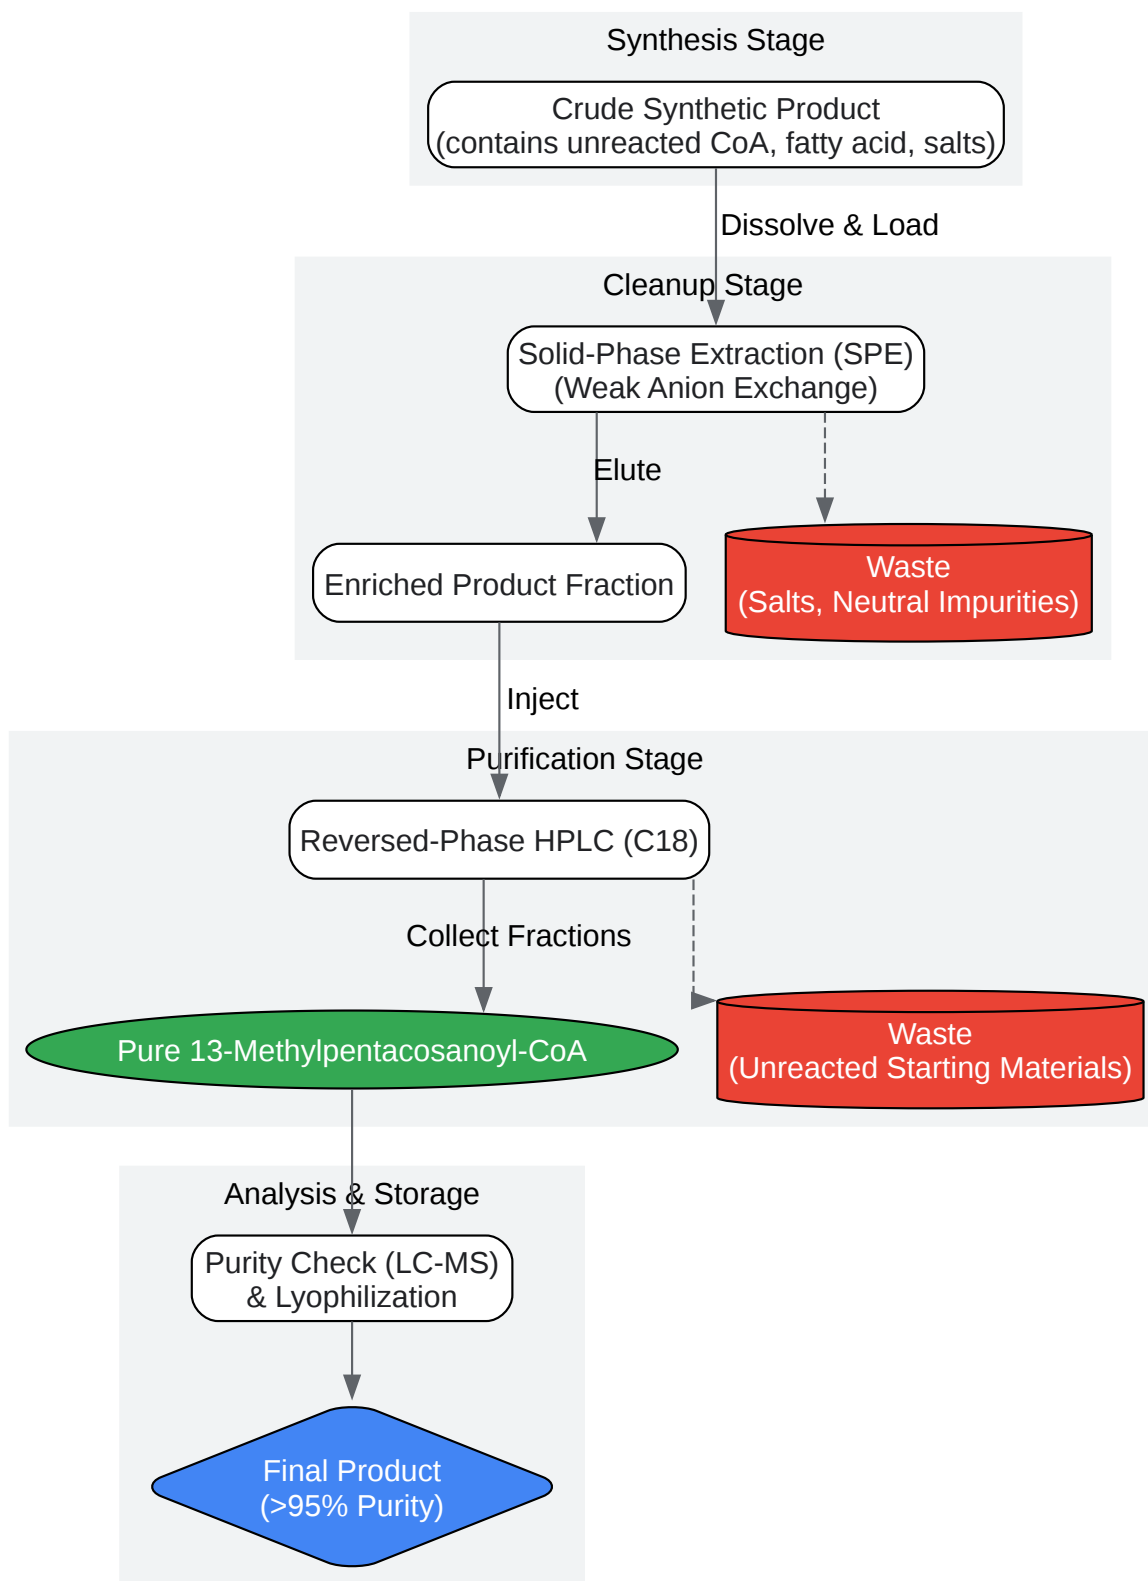 Synthesis Stage
Crude Synthetic Product
(contains unreacted CoA, fatty acid, salts)
Dissolve & Load
Cleanup Stage
Solid-Phase Extraction (SPE)
(Weak Anion Exchange)
Elute
Enriched Product Fraction
Waste
(Salts, Neutral Impurities)
Inject
Purification Stage
Reversed-Phase HPLC (C18)
Collect Fractions
Pure 13-Methylpentacosanoyl-CoA
Waste
(Unreacted Starting Materials)
Analysis & Storage
Purity Check (LC-MS)
& Lyophilization
Final Product
(>95% Purity)